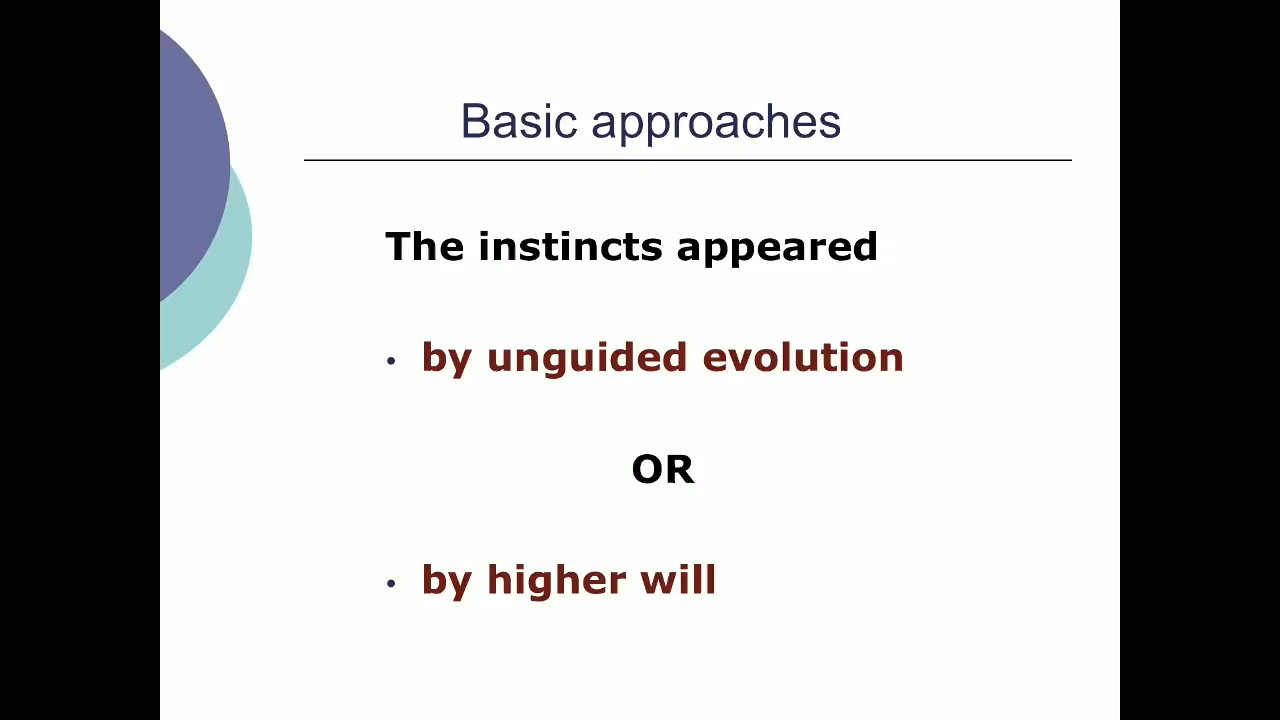 Basic approaches
The instincts appeared
• by unguided evolution
OR
• by higher will